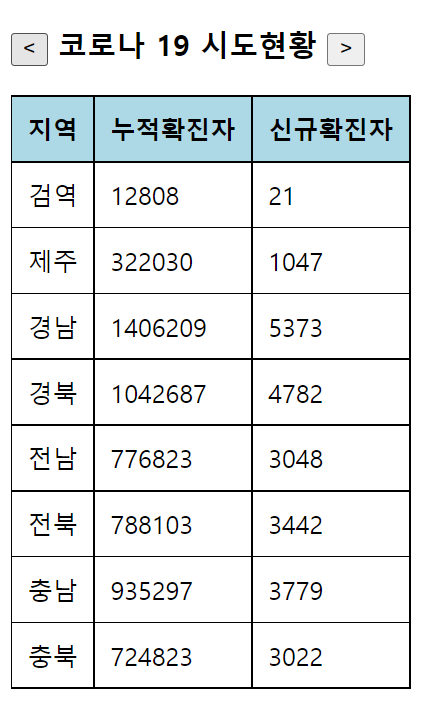 < 코로나 19 시도현황 >
지역 누적확진자 신규확진자
검역 12808 21
제주 322030 1047
경남 1406209 5373
경북 1042687 4782
전남 776823 3048
전북 788103 3442
충남 935297 3779
충북 724823 3022